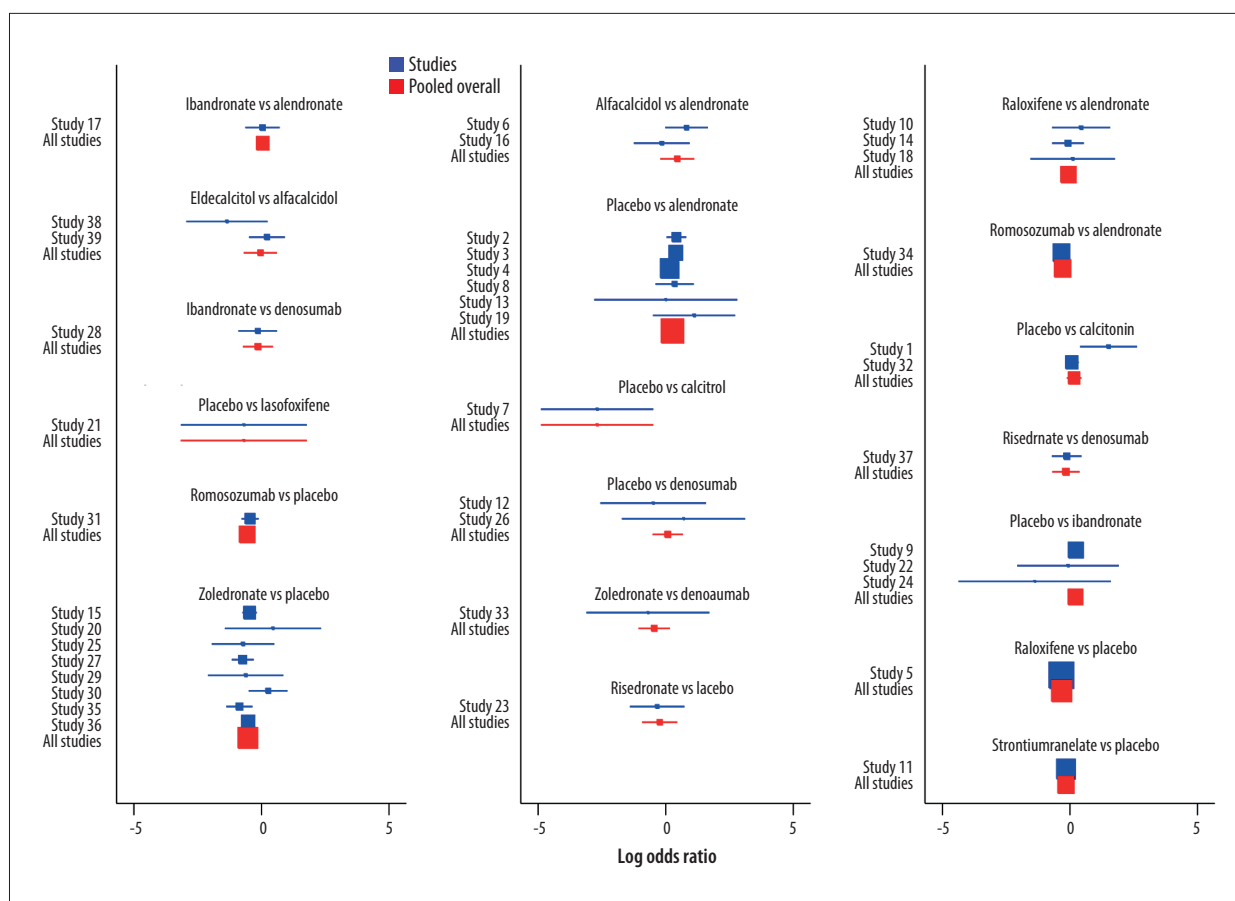 Studies
Pooled overall
Ibandronate vs alendronate
Study 17
All studies
Eldecalcitol vs alfacalcidol
Study 38
Study 39
All studies
Ibandronate vs denosumab
Study 28
All studies
Placebo vs lasofoxifene
Study 21
All studies
Romosozumab vs placebo
Study 31
All studies
Zoledronate vs placebo
Study 15
Study 20
Study 25
Study 27
Study 29
Study 30
Study 35
Study 36
All studies
-5
0
5
Alfacalcidol vs alendronate
Study 6
Study 16
All studies
Placebo vs alendronate
Study 2
Study 3
Study 4
Study 8
Study 13
Study 19
All studies
Placebo vs calcitrol
Study 7
All studies
Placebo vs denosumab
Study 12
Study 26
All studies
Zoledronate vs denoaumab
Study 33
All studies
Risedronate vs lacebo
Study 23
All studies
-5
0
5
Log odds ratio
Raloxifene vs alendronate
Study 10
Study 14
Study 18
All studies
Romosozumab vs alendronate
Study 34
All studies
Placebo vs calcitonin
Study 1
Study 32
All studies
Risedrnate vs denosumab
Study 37
All studies
Placebo vs ibandronate
Study 9
Study 22
Study 24
All studies
Raloxifene vs placebo
Study 5
All studies
Strontiumranelate vs placebo
Study 11
All studies
-5
0
5